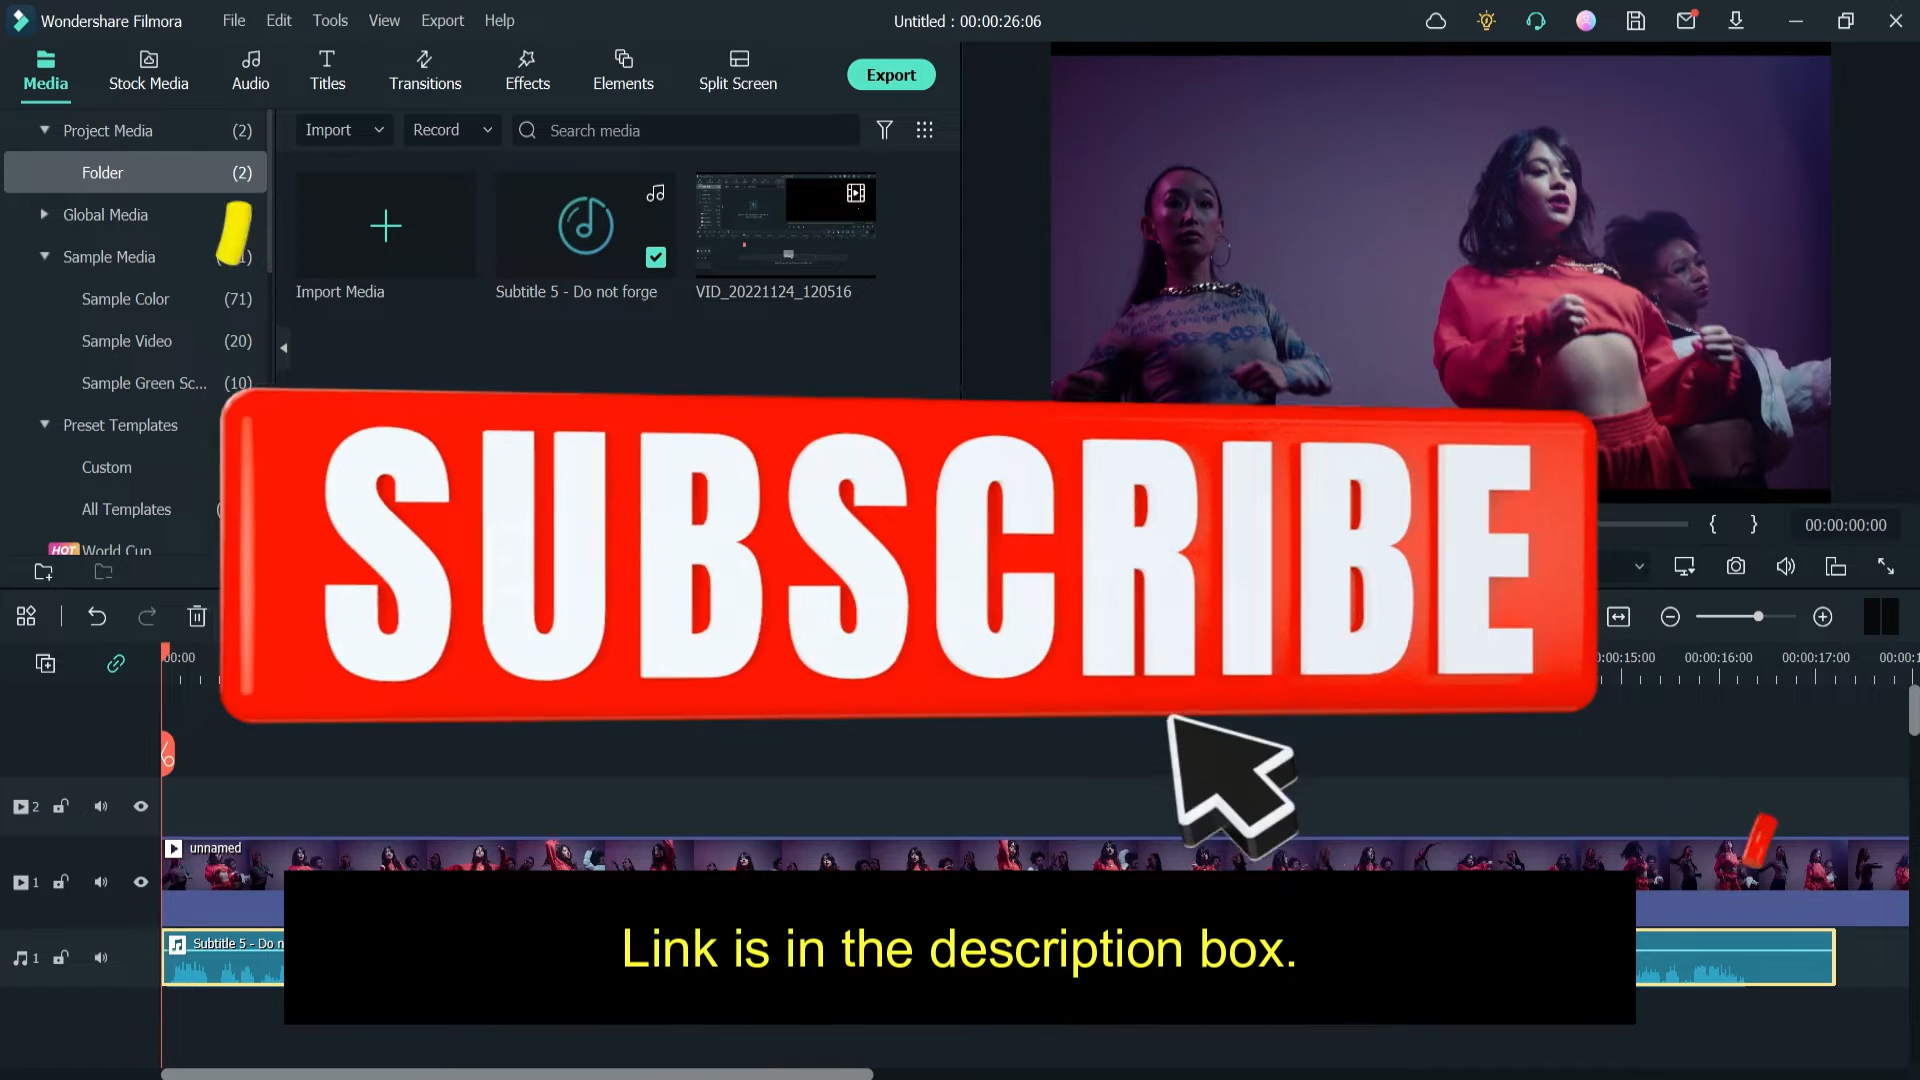 Wondershare Filmora
File Edit Tools View Export Help
Untitled : 00:00:26:06
Media Stock Media Audio Titles Transitions Effects Elements Split Screen
Export
Project Media (2)
Folder (2)
Global Media
Sample Media
Sample Color (71)
Sample Video (20)
Sample Green Sc... (10)
Preset Templates
Custom
All Templates
HOT World Cup
Import Record Search media
Import Media
Subtitle 5 - Do not forge
VID_20221124_120516
{ } 00:00:00:00
SUBSCRIBE
00:00
00:00:16:00 00:00:17:00
2
unnamed
1
Subtitle 5 - Do n
1
Link is in the description box.